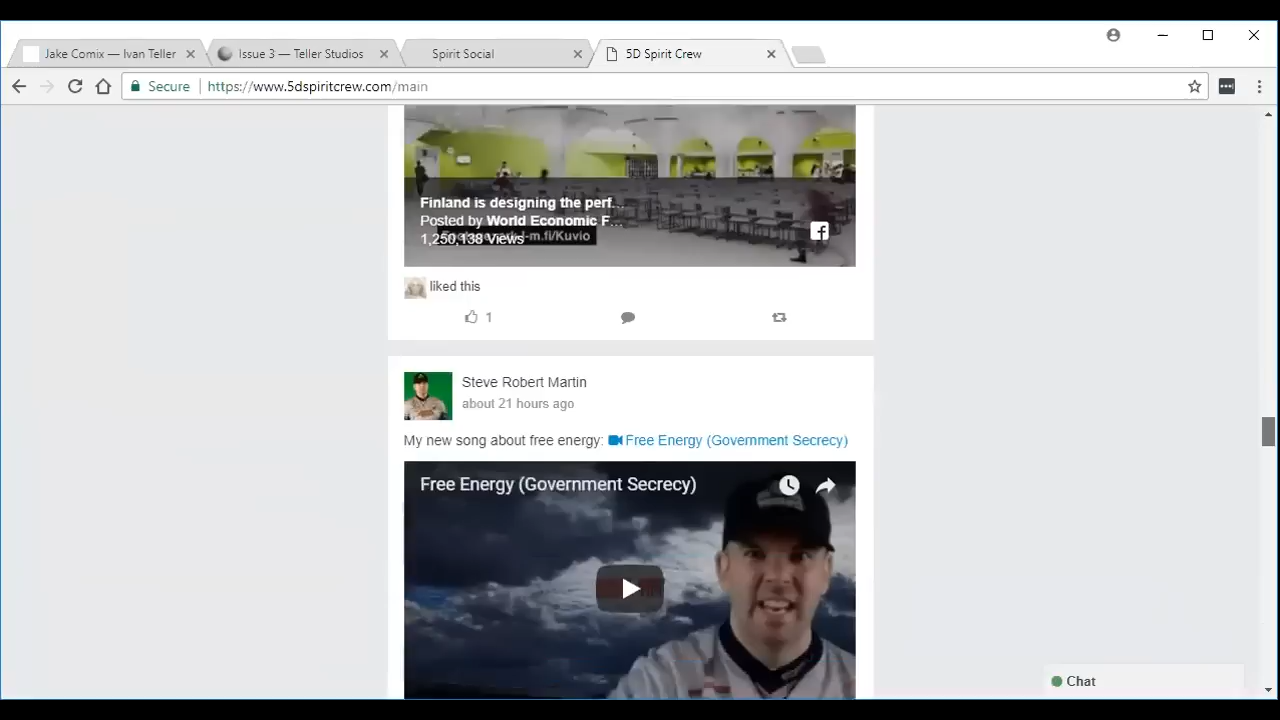 Jake Comix — Ivan Teller
Issue 3 — Teller Studios
Spirit Social
5D Spirit Crew
Secure
https://www.5dspiritcrew.com/main
Finland is designing the perf...
Posted by World Economic F...
1,250,138 Views
-m.fi/Kuvio
liked this
1
Steve Robert Martin
about 21 hours ago
My new song about free energy: Free Energy (Government Secrecy)
Free Energy (Government Secrecy)
Chat